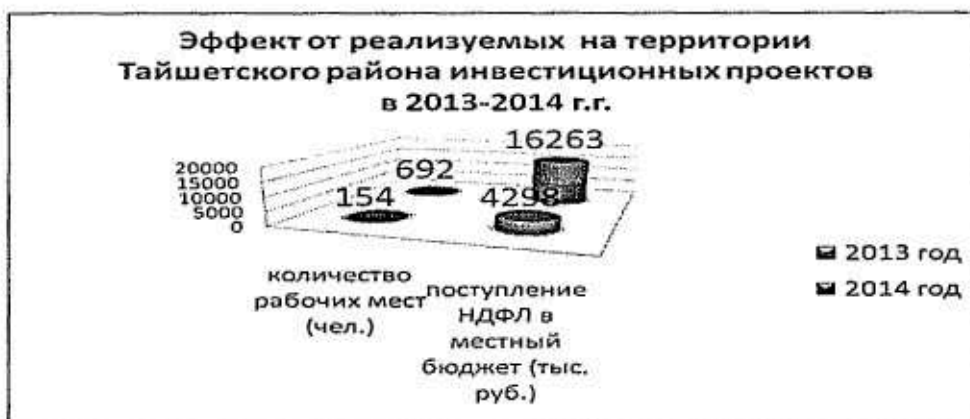 Эффект от реализуемых на территории
Тайшетского района инвестиционных проектов
в 2013-2014 г.г.
16263
692
154
4298
20000
15000
10000
5000
0
количество
рабочих мест
(чел.)
поступление
НДФЛ в
местный
бюджет (тыс.
руб.)
2013 год
2014 год